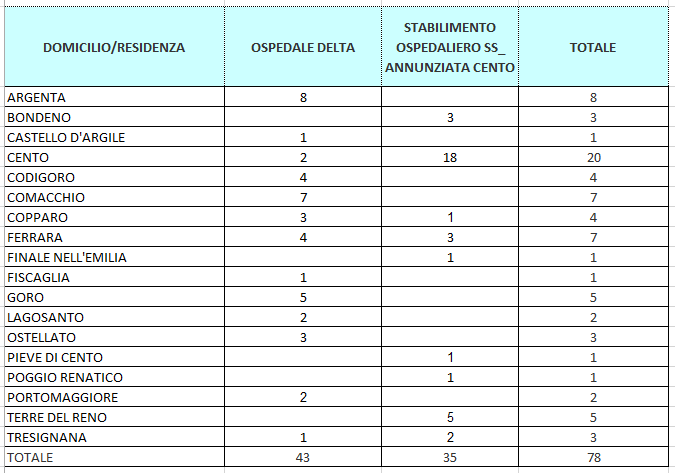 DOMICILIO/RESIDENZA OSPEDALE DELTA STABILIMENTO OSPEDALIERO SS_ ANNUNZIATA CENTO TOTALE
ARGENTA 8 8
BONDENO 3 3
CASTELLO D'ARGILE 1 1
CENTO 2 18 20
CODIGORO 4 4
COMACCHIO 7 7
COPPARO 3 1 4
FERRARA 4 3 7
FINALE NELL'EMILIA 1 1
FISCAGLIA 1 1
GORO 5 5
LAGOSANTO 2 2
OSTELLATO 3 3
PIEVE DI CENTO 1 1
POGGIO RENATICO 1 1
PORTOMAGGIORE 2 2
TERRE DEL RENO 5 5
TRESIGNANA 1 2 3
TOTALE 43 35 78